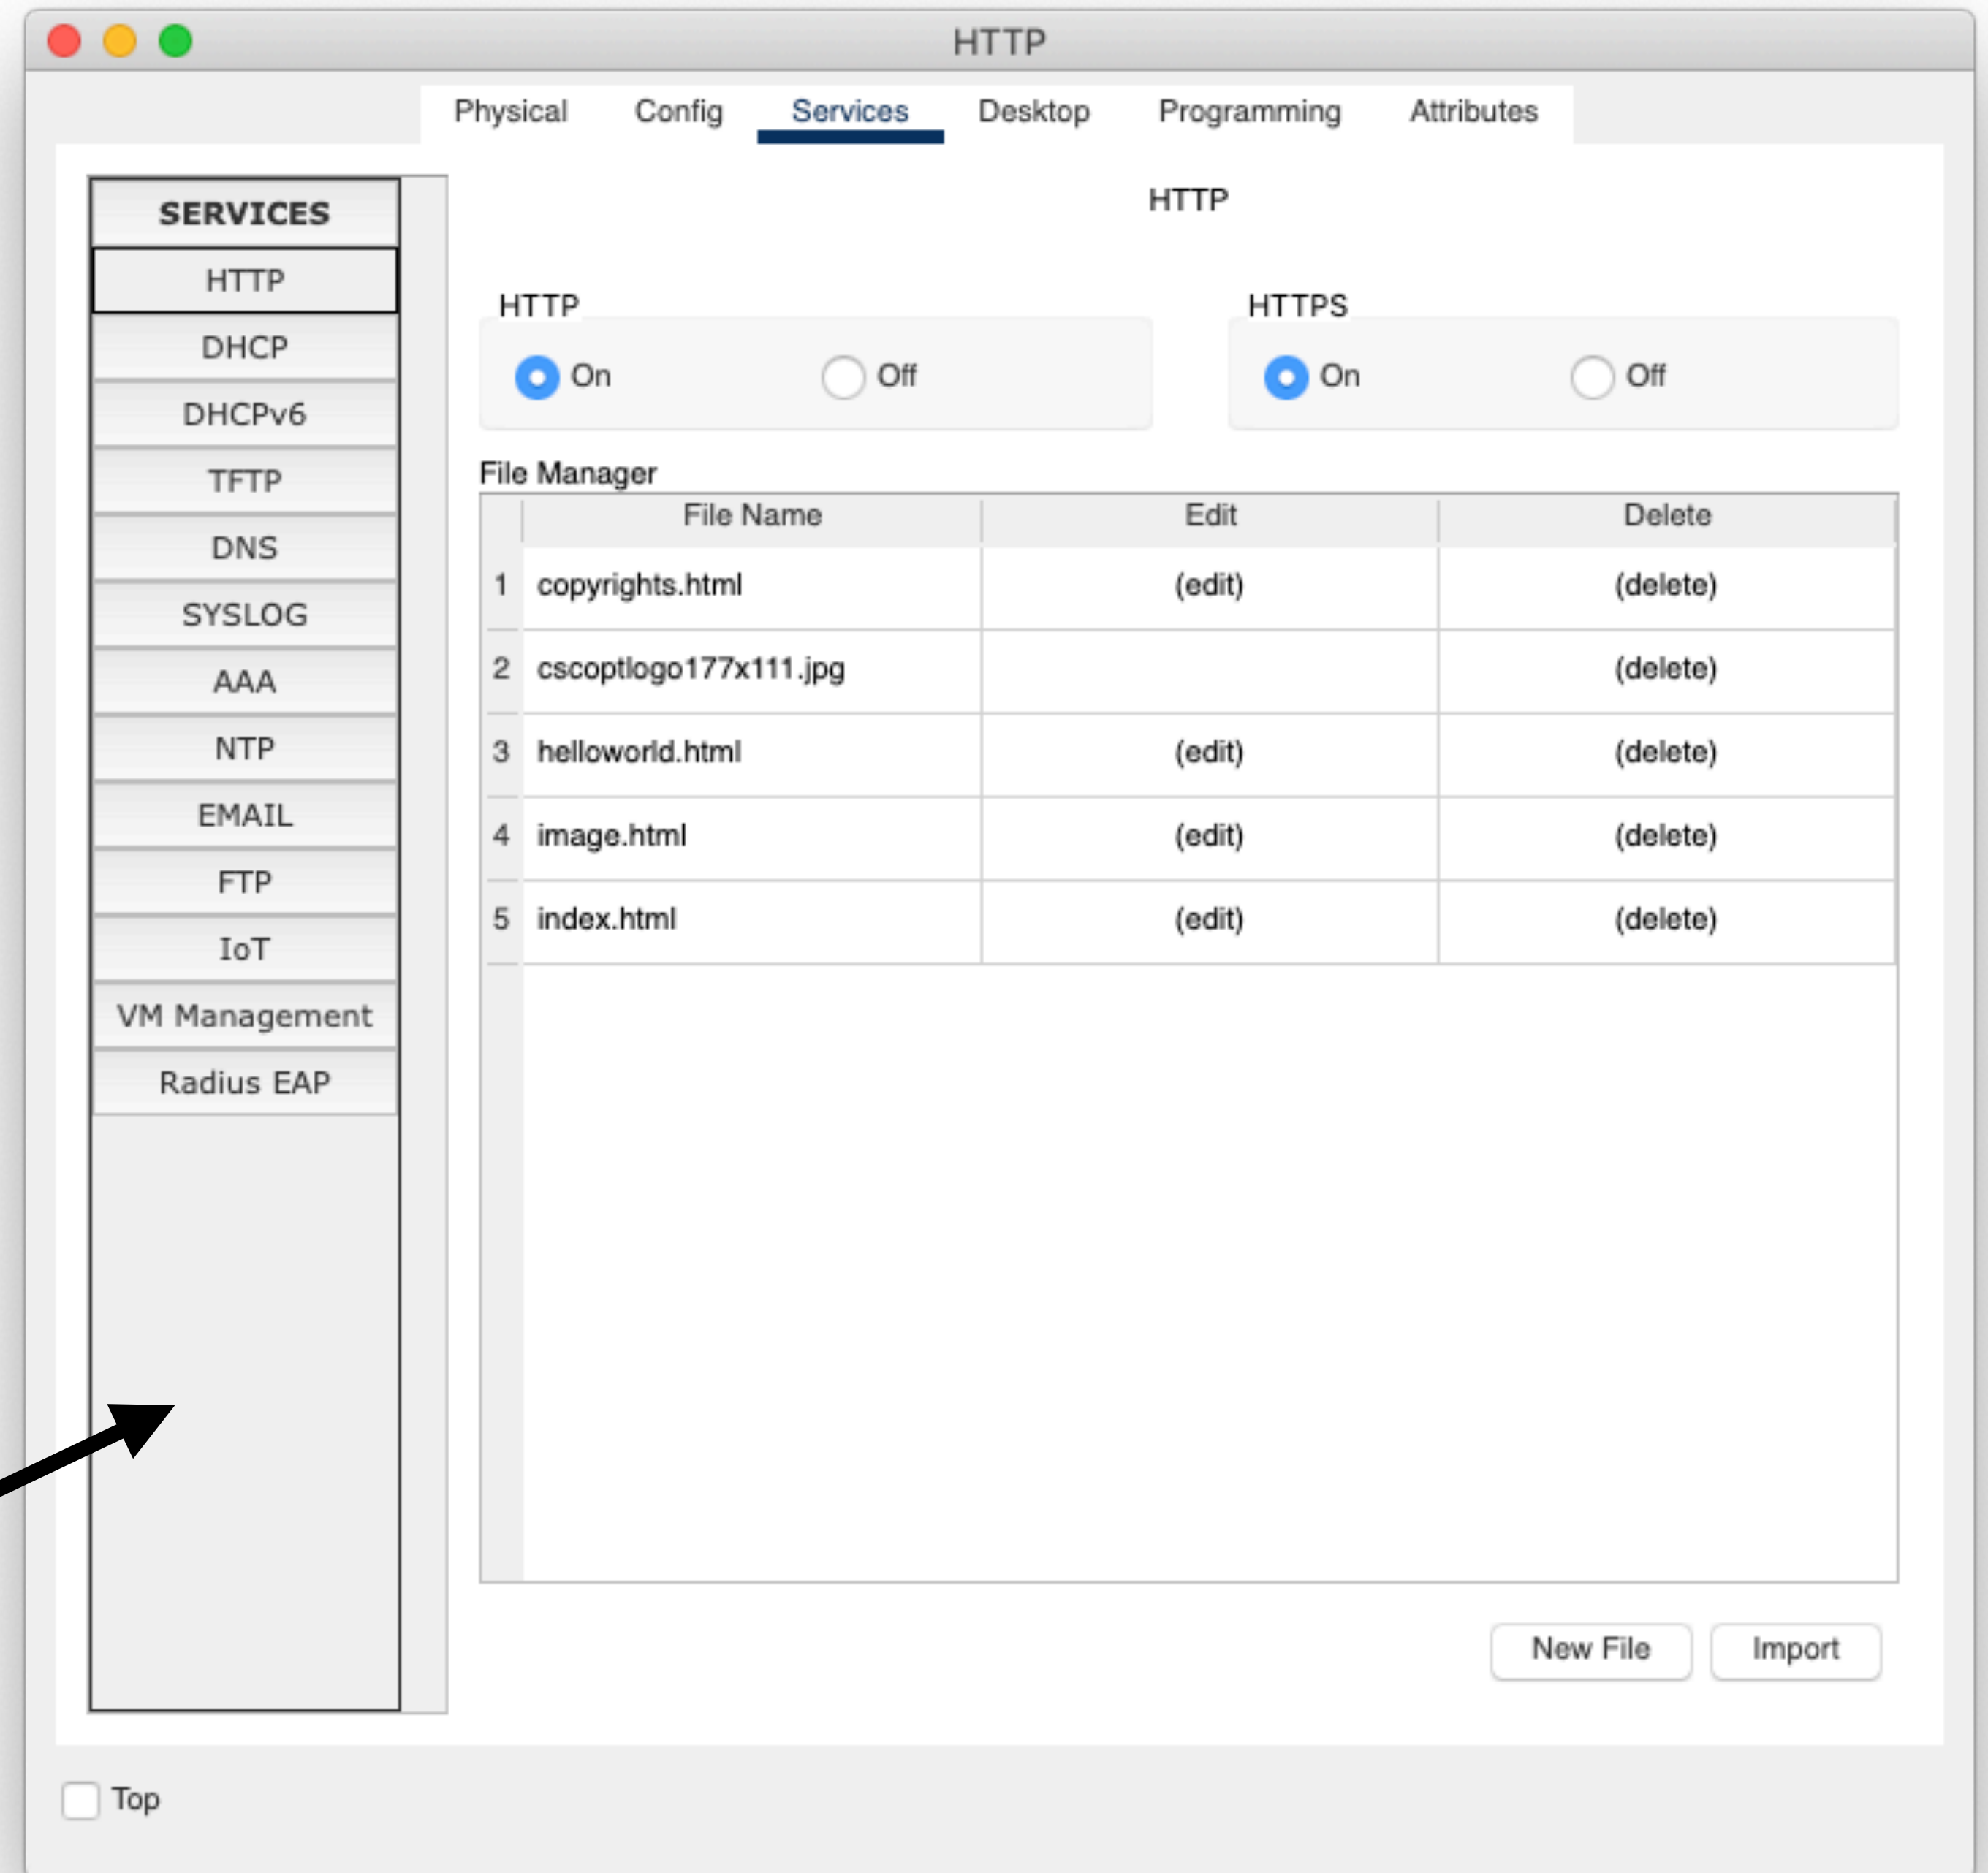 HTTP
Physical Config Services Desktop Programming Attributes
SERVICES
HTTP
DHCP
DHCPv6
TFTP
DNS
SYSLOG
AAA
NTP
EMAIL
FTP
IoT
VM Management
Radius EAP
HTTP
HTTP HTTPS
On Off On Off
File Manager
File Name Edit Delete
1 copyrights.html (edit) (delete)
2 cscoptlogo177x111.jpg (delete)
3 helloworld.html (edit) (delete)
4 image.html (edit) (delete)
5 index.html (edit) (delete)
New File Import
Top